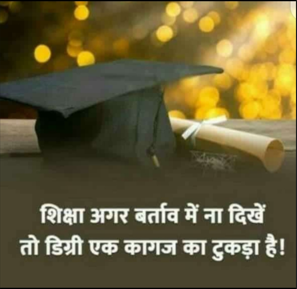 शिक्षा अगर बर्ताव में ना दिखें
तो डिग्री एक कागज का टुकड़ा है!